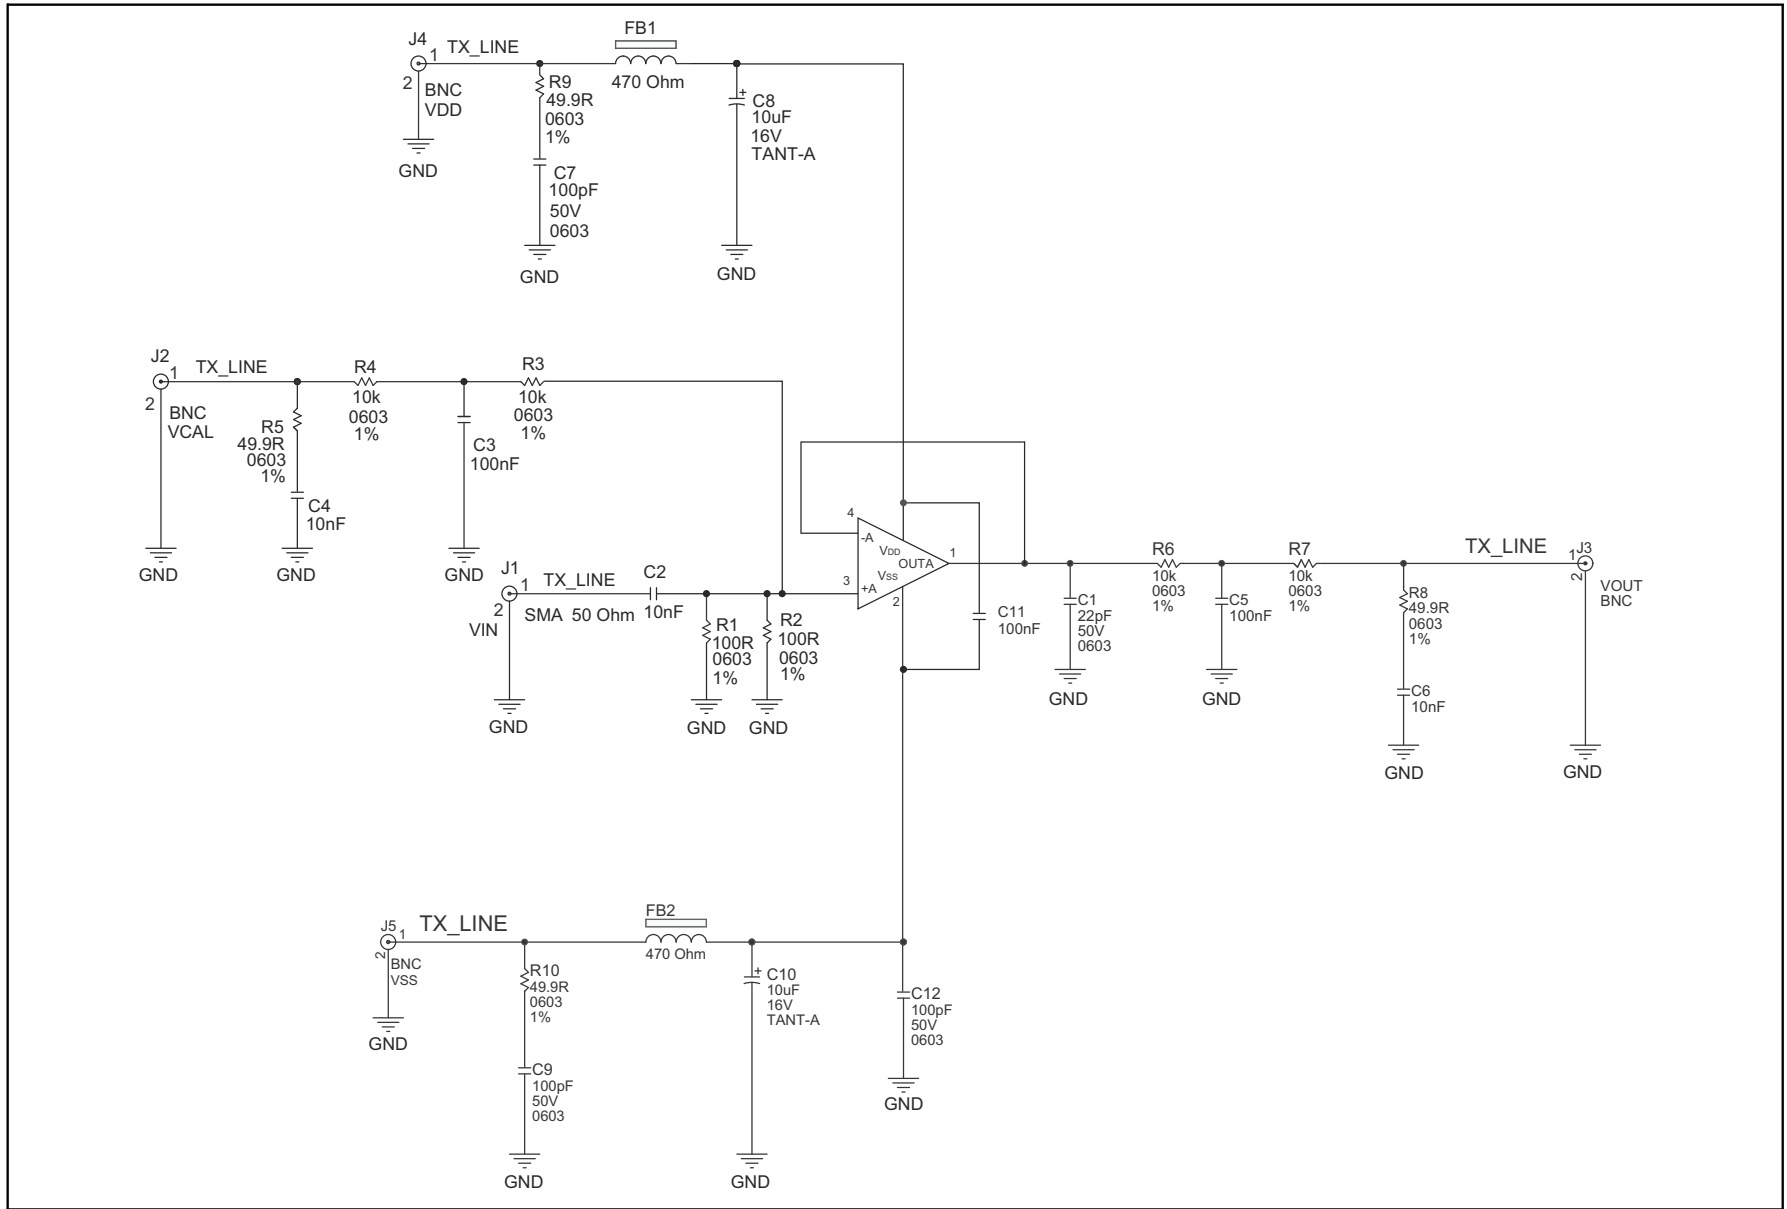 FB1
J4
1
TX_LINE
470 Ohm
2
BNC
VDD
GND
R9
49.9R
0603
1%
C7
100pF
50V
0603
GND
C8
+
10uF
16V
TANT-A
GND
J2
1
TX_LINE
2
BNC
VCAL
GND
R4
10k
0603
1%
R5
49.9R
0603
1%
C4
10nF
GND
R3
10k
0603
1%
C3
100nF
GND
J1
1
TX_LINE
2
VIN
SMA 50 Ohm
GND
C2
10nF
R1
100R
0603
1%
GND
R2
100R
0603
1%
GND
4
-A
VDD
OUTA
1
VSS
3
+A
2
C11
100nF
C1
22pF
50V
0603
GND
R6
10k
0603
1%
C5
100nF
GND
R7
10k
0603
1%
TX_LINE
1
J3
2
VOUT
BNC
GND
R8
49.9R
0603
1%
C6
10nF
GND
J5
1
TX_LINE
2
BNC
VSS
GND
FB2
470 Ohm
R10
49.9R
0603
1%
C9
100pF
50V
0603
GND
+
C10
10uF
16V
TANT-A
GND
C12
100pF
50V
0603
GND